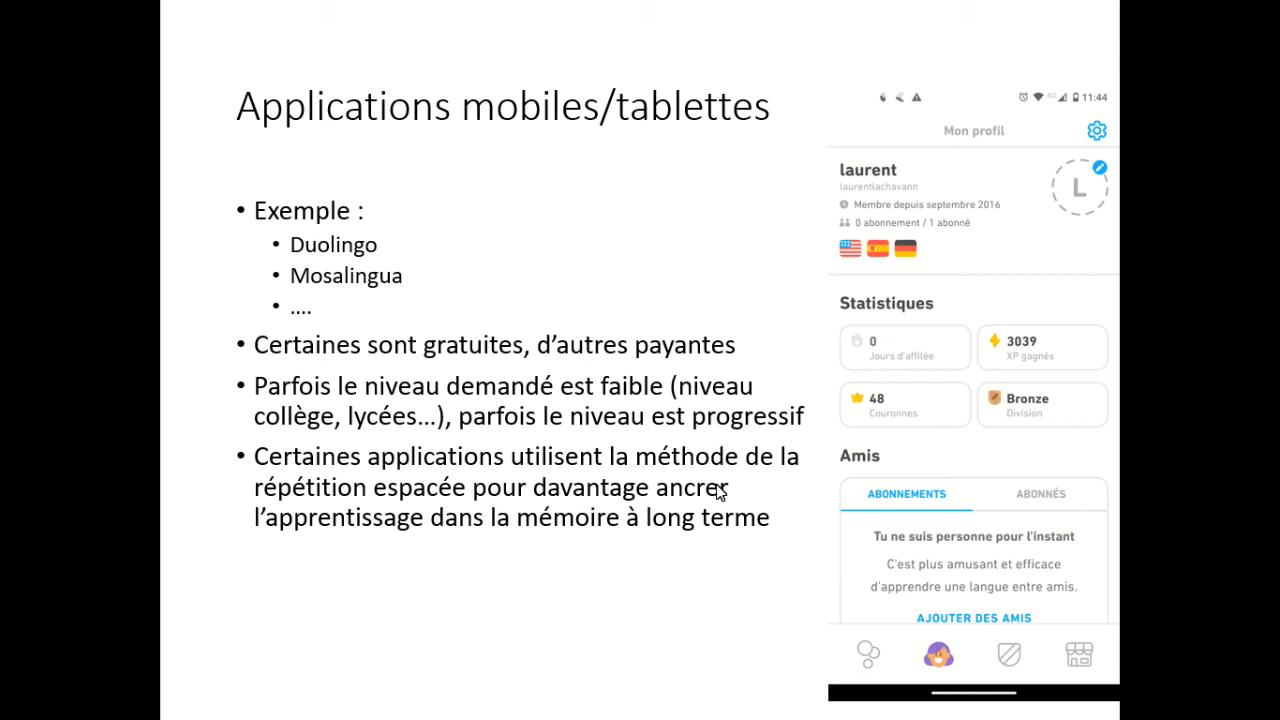 Applications mobiles/tablettes
• Exemple :
• Duolingo
• Mosalingua
• ....
• Certaines sont gratuites, d’autres payantes
• Parfois le niveau demandé est faible (niveau
collège, lycées...), parfois le niveau est progressif
• Certaines applications utilisent la méthode de la
répétition espacée pour davantage ancrer
l’apprentissage dans la mémoire à long terme
11:44
Mon profil
laurent
laurentlachavann
L
Membre depuis septembre 2016
0 abonnement / 1 abonné
Statistiques
0
Jours d'affilée
3039
XP gagnés
48
Couronnes
Bronze
Division
Amis
ABONNEMENTS
ABONNÉS
Tu ne suis personne pour l'instant
C'est plus amusant et efficace
d'apprendre une langue entre amis.
AJOUTER DES AMIS